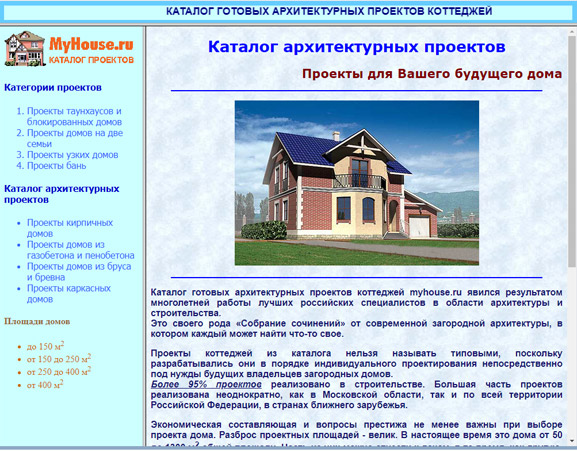 КАТАЛОГ ГОТОВЫХ АРХИТЕКТУРНЫХ ПРОЕКТОВ КОТТЕДЖЕЙ
MyHouse.ru
КАТАЛОГ ПРОЕКТОВ
Категории проектов
1. Проекты таунхаусов и
блокированных домов
2. Проекты домов на две
семьи
3. Проекты узких домов
4. Проекты бань
Каталог архитектурных
проектов
• Проекты кирпичных
домов
• Проекты домов из
газобетона и пенобетона
• Проекты домов из бруса
и бревна
• Проекты каркасных
домов
Площади домов
• до 150 м²
• от 150 до 250 м²
• от 250 до 400 м²
• от 400 м²
Каталог архитектурных проектов
Проекты для Вашего будущего дома
Каталог готовых архитектурных проектов коттеджей myhouse.ru явился результатом
многолетней работы лучших российских специалистов в области архитектуры и
строительства.
Это своего рода «Собрание сочинений» от современной загородной архитектуры, в
котором каждый может найти что-то свое.
Проекты коттеджей из каталога нельзя называть типовыми, поскольку
разрабатывались они в порядке индивидуального проектирования непосредственно
под нужды будущих владельцев загородных домов.
Более 95% проектов реализовано в строительстве. Большая часть проектов
реализована неоднократно, как в Московской области, так и по всей территории
Российской Федерации, в странах ближнего зарубежья.
Экономическая составляющая и вопросы престижа не менее важны при выборе
проекта дома. Разброс проектных площадей - велик. В настоящее время это дома от 50